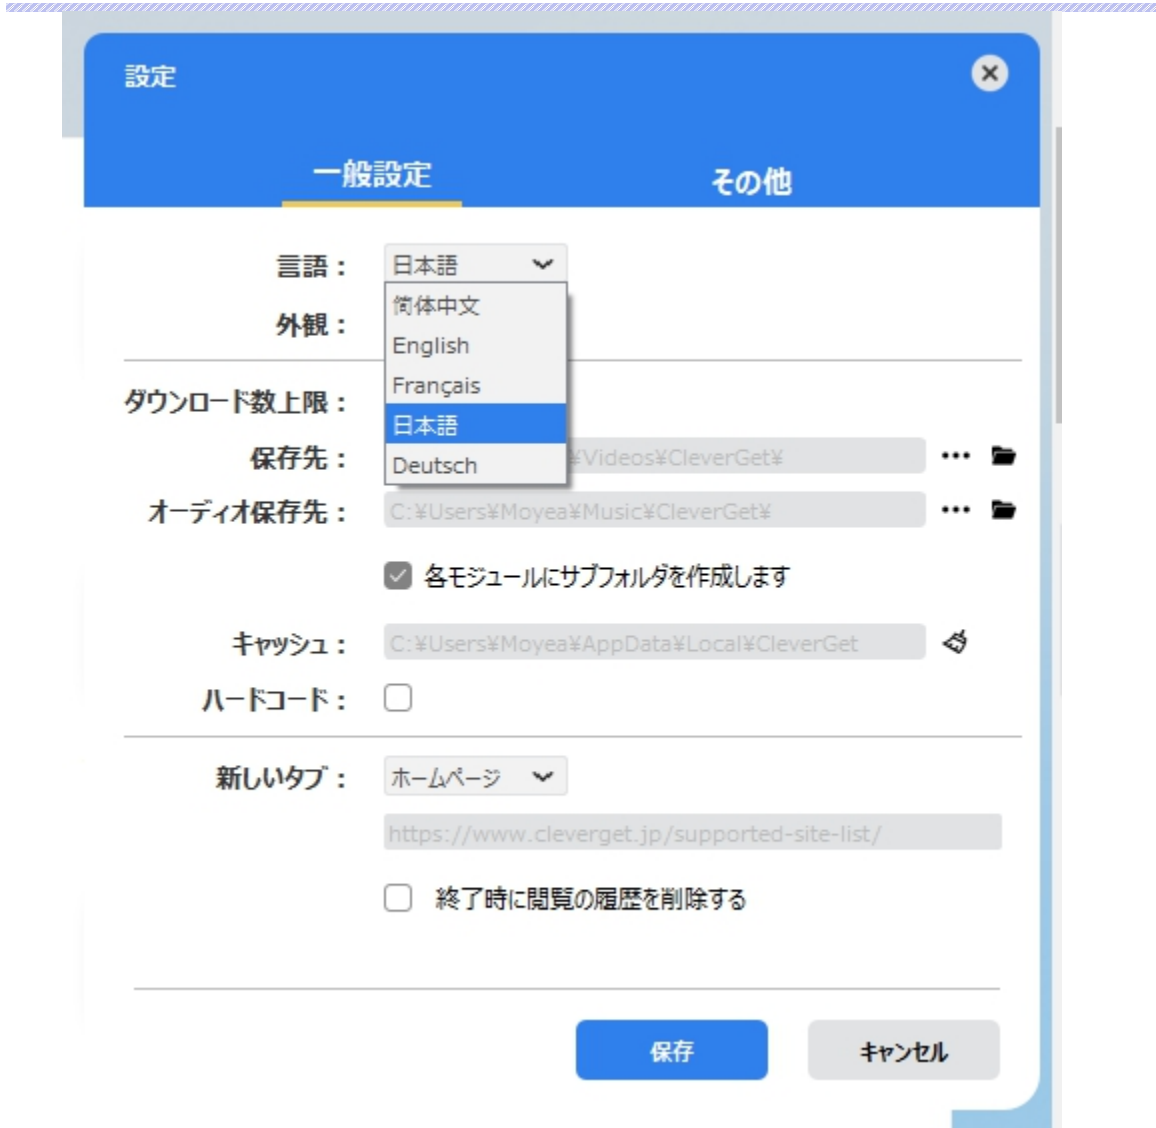 設定
一般設定 その他
言語： 日本語
简体中文
外観：
English
Français
ダウンロード数上限：
日本語
保存先： ¥Videos¥CleverGet¥ •••
Deutsch
オーディオ保存先： C:¥Users¥Moyea¥Music¥CleverGet¥ •••
各モジュールにサブフォルダを作成します
キャッシュ： C:¥Users¥Moyea¥AppData¥Local¥CleverGet
ハードコード：
新しいタブ： ホームページ
https://www.cleverget.jp/supported-site-list/
終了時に閲覧の履歴を削除する
保存 キャンセル